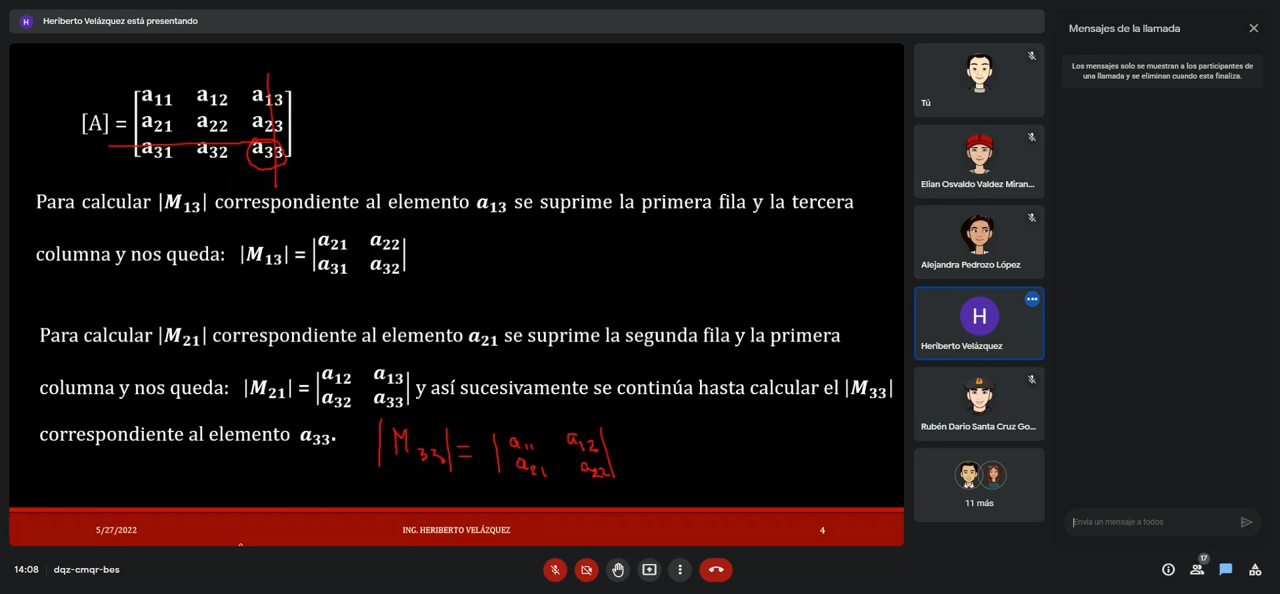 H Heriberto Velázquez está presentando
[A] = [a11 a12 a13
a21 a22 a23
a31 a32 a33]
Para calcular |M13| correspondiente al elemento a13 se suprime la primera fila y la tercera
columna y nos queda: |M13| = |a21 a22
a31 a32|
Para calcular |M21| correspondiente al elemento a21 se suprime la segunda fila y la primera
columna y nos queda: |M21| = |a12 a13
a32 a33| y así sucesivamente se continúa hasta calcular el |M33|
correspondiente al elemento a33.
|M33| = |a11 a12
a21 a22|
5/27/2022 ING. HERIBERTO VELÁZQUEZ 4
Tú
Elian Osvaldo Valdez Miran...
Alejandra Pedrozo López
H
Heriberto Velázquez
Rubén Dario Santa Cruz Go...
11 más
Mensajes de la llamada
Los mensajes solo se muestran a los participantes de
una llamada y se eliminan cuando esta finaliza.
Envía un mensaje a todos
14:08 dqz-cmqr-bes
17